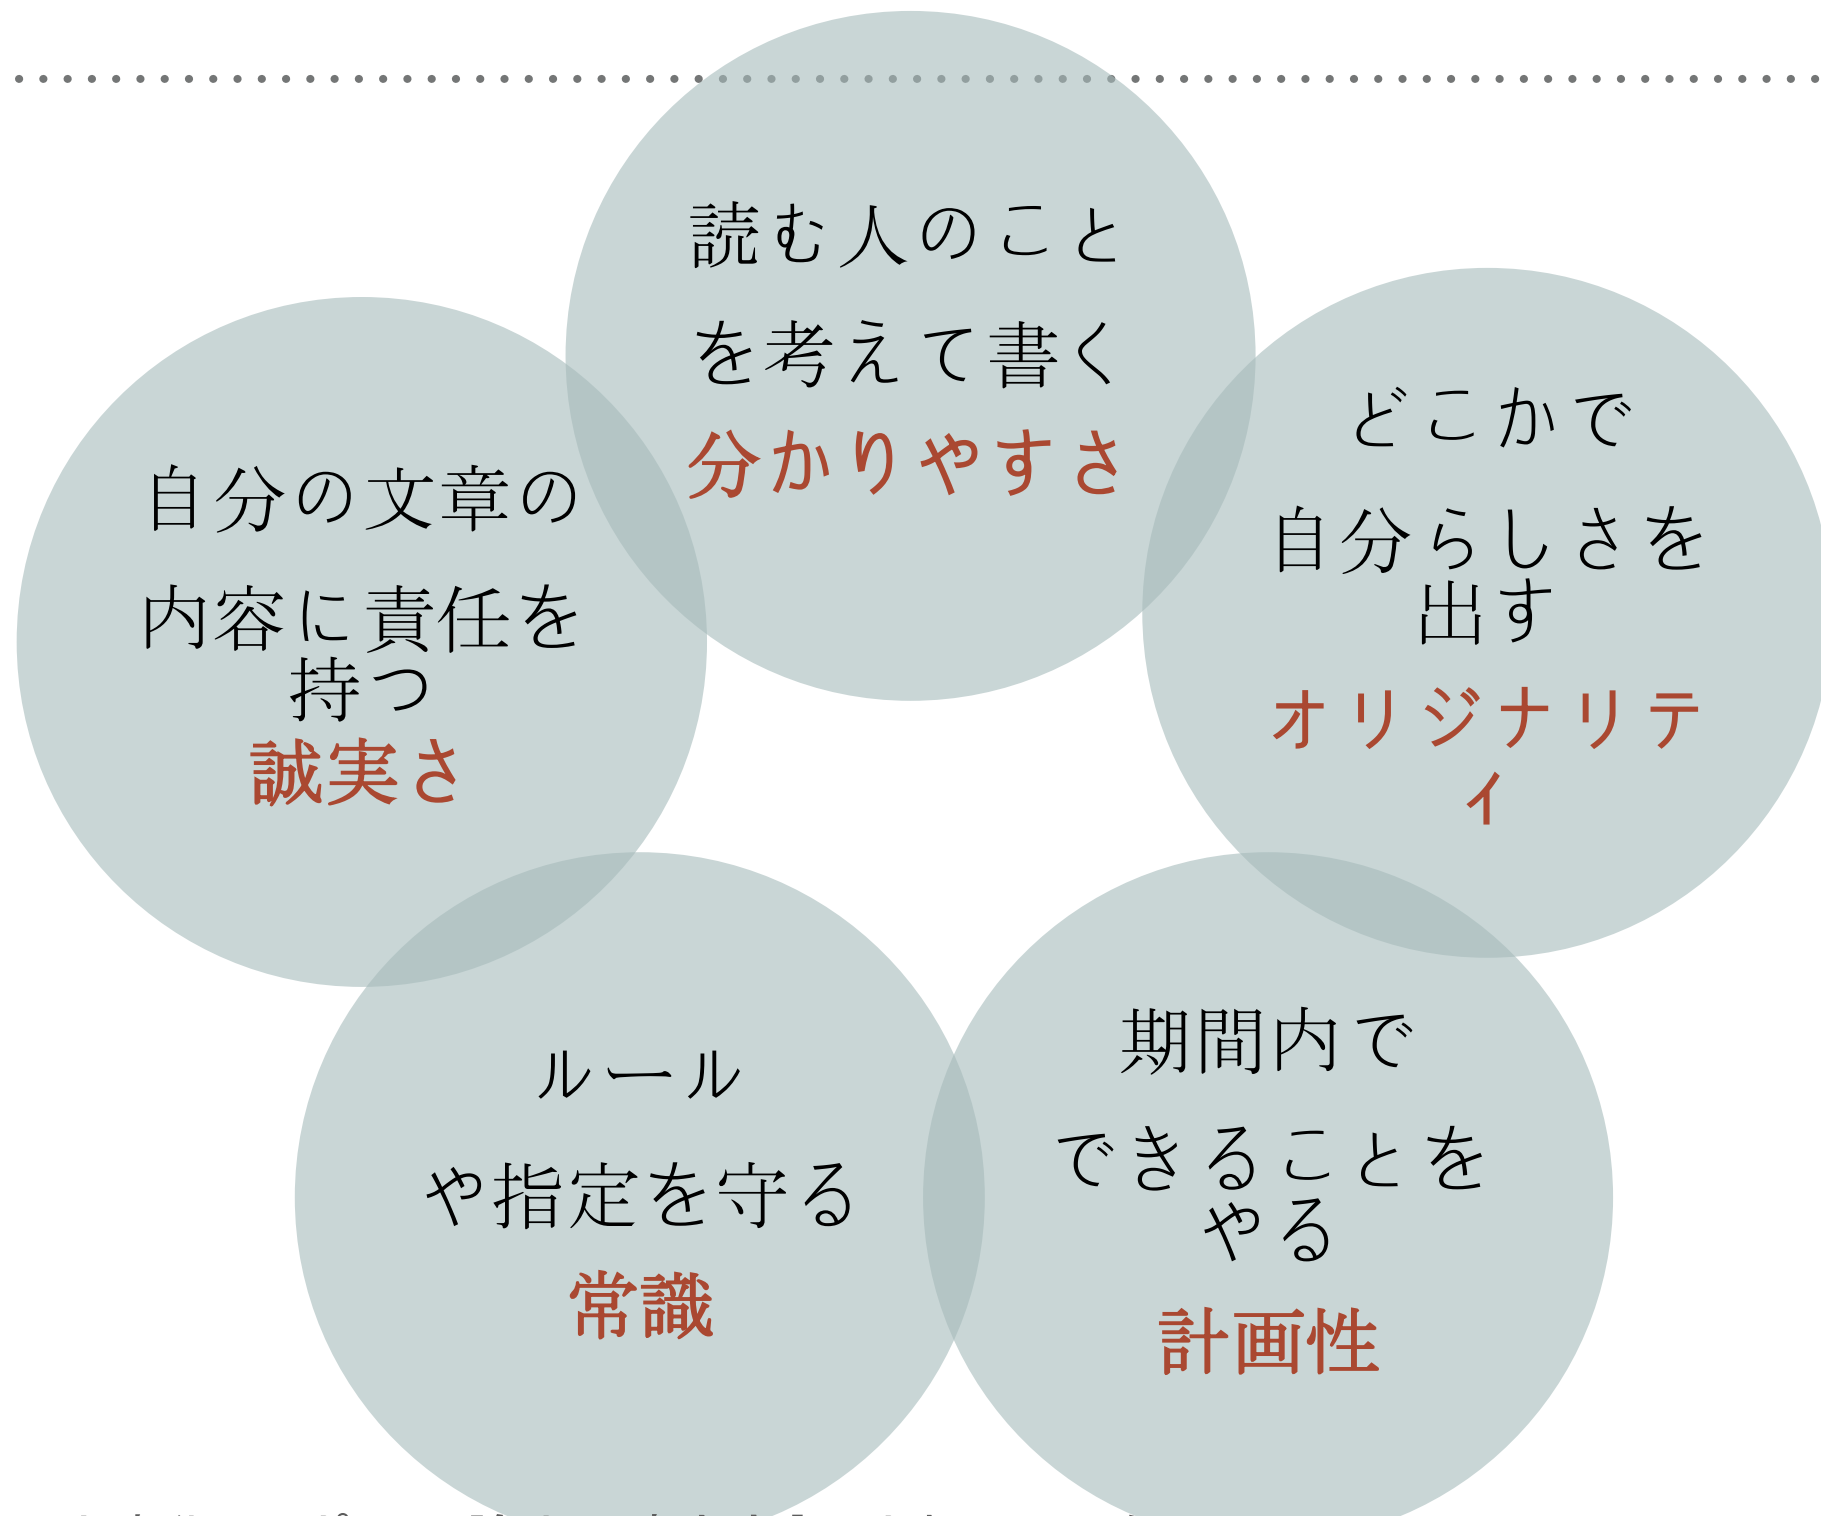 読む人のこと
を考えて書く
分かりやすさ
どこかで
自分らしさを
出す
オリジナリテ
ィ
期間内で
できることを
やる
計画性
ルール
や指定を守る
常識
自分の文章の
内容に責任を
持つ
誠実さ